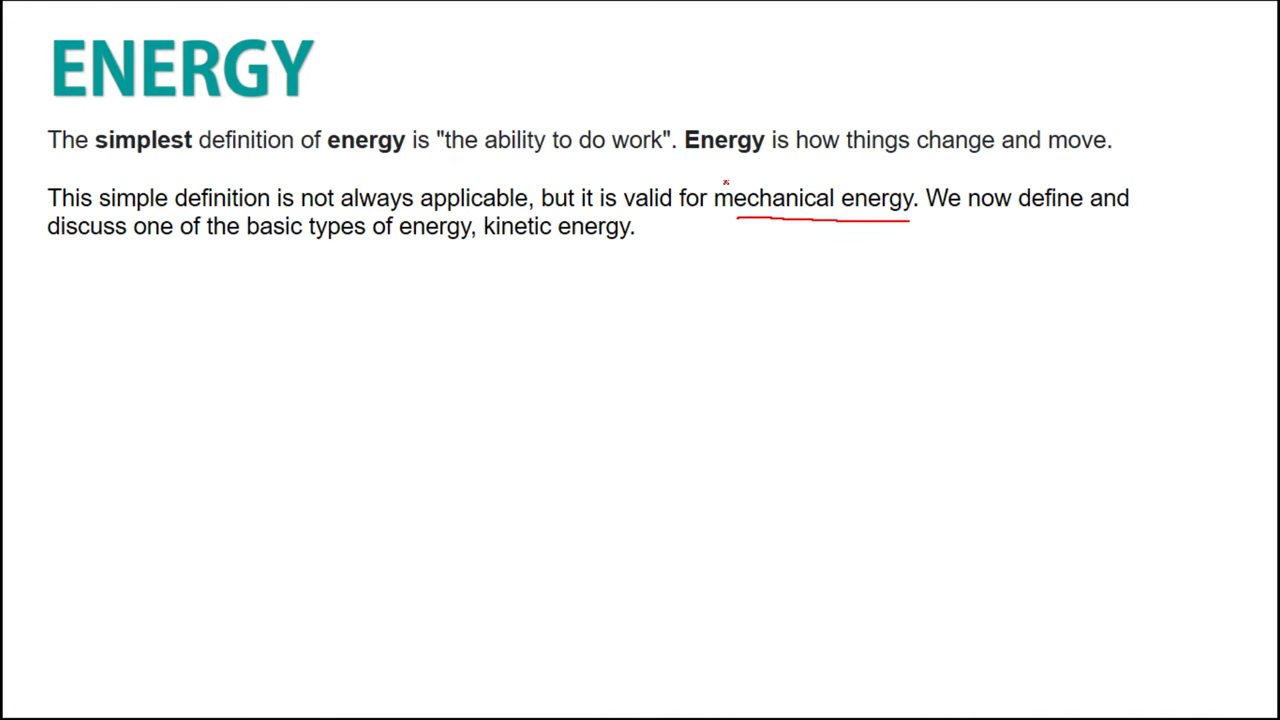 ENERGY
The simplest definition of energy is "the ability to do work". Energy is how things change and move.
This simple definition is not always applicable, but it is valid for mechanical energy. We now define and
discuss one of the basic types of energy, kinetic energy.